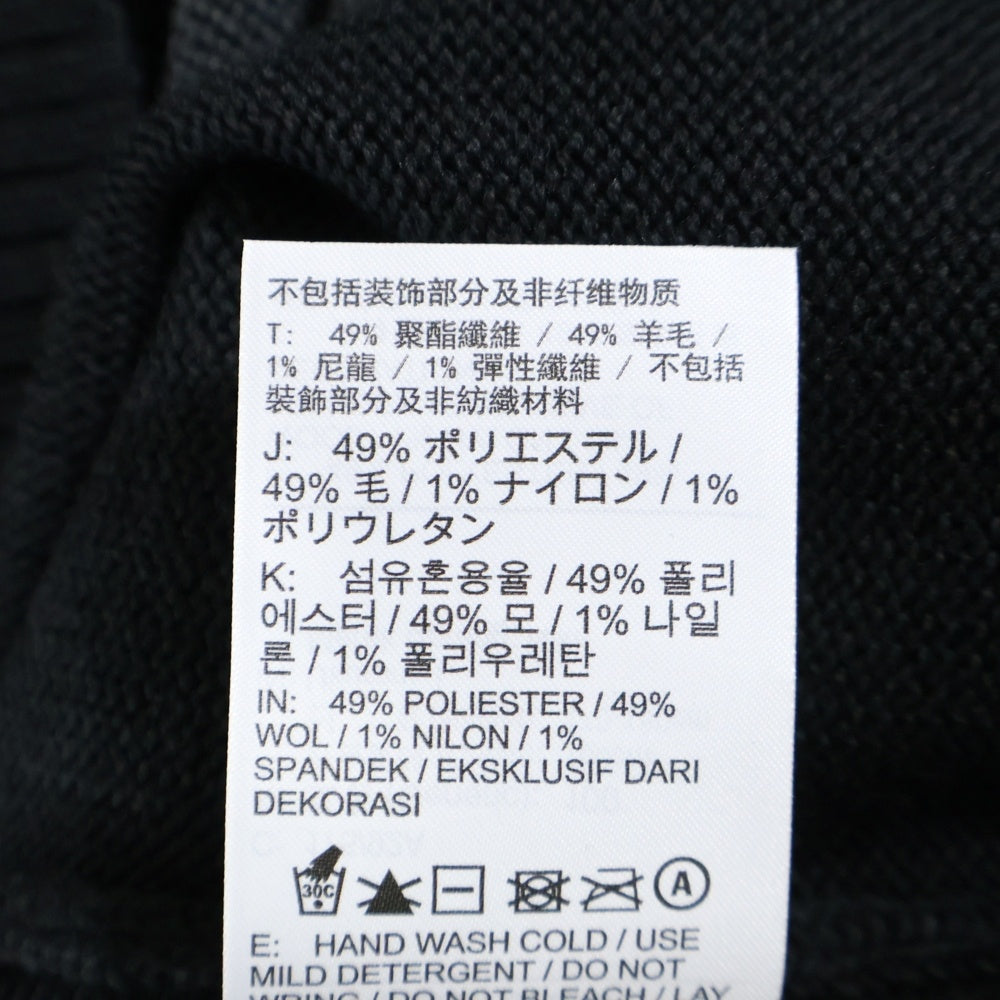 不包括装饰部分及非纤维物质
T: 49% 聚酯纖維 / 49% 羊毛 /
1% 尼龍 / 1% 彈性纖維 / 不包括
裝飾部分及非紡織材料
J: 49% ポリエステル /
49% 毛 / 1% ナイロン / 1%
ポリウレタン
K: 섬유혼용율 / 49% 폴리
에스터 / 49% 모 / 1% 나일
론 / 1% 폴리우레탄
IN: 49% POLIESTER / 49%
WOL / 1% NILON / 1%
SPANDEK / EKSKLUSIF DARI
DEKORASI
30C A
E: HAND WASH COLD / USE
MILD DETERGENT / DO NOT
WRING / DO NOT BLEACH / LAY